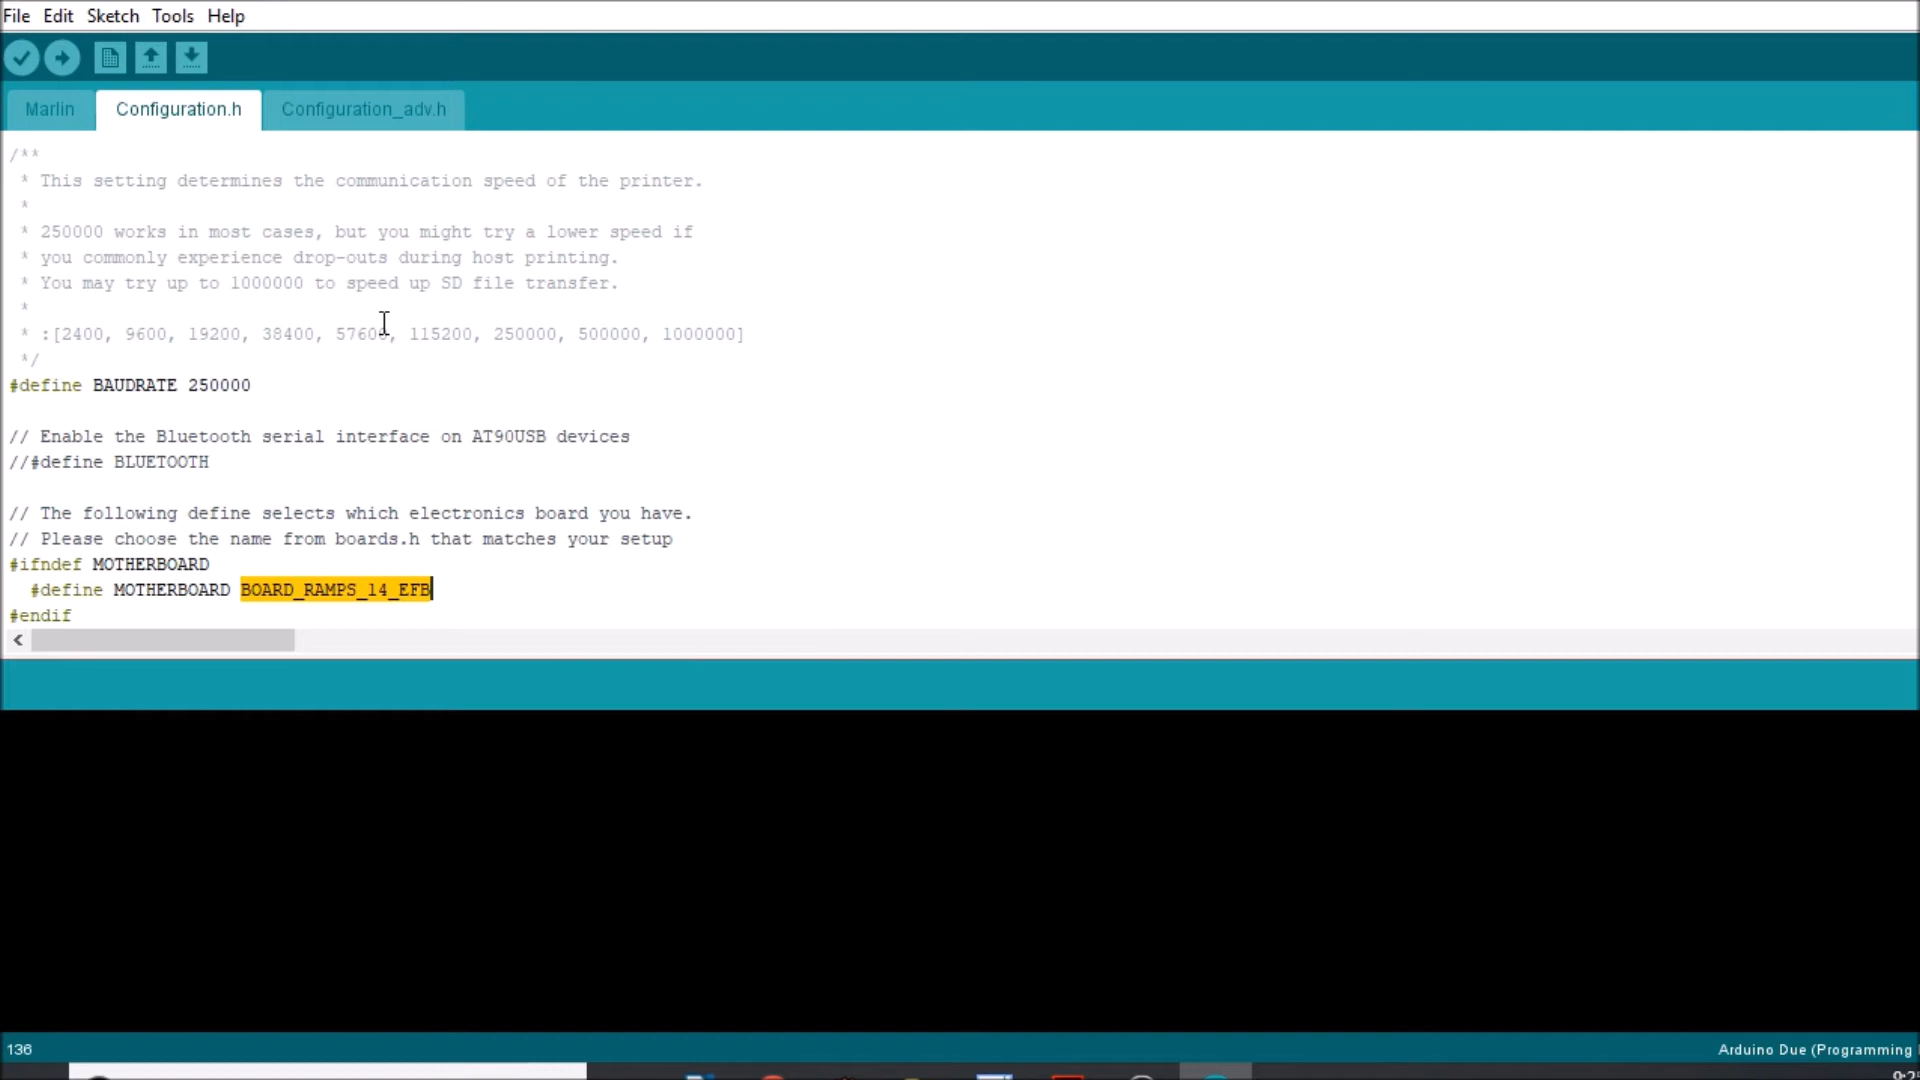 File Edit Sketch Tools Help
Marlin Configuration.h Configuration_adv.h
/**
* This setting determines the communication speed of the printer.
*
* 250000 works in most cases, but you might try a lower speed if
* you commonly experience drop-outs during host printing.
* You may try up to 1000000 to speed up SD file transfer.
*
* :[2400, 9600, 19200, 38400, 57600, 115200, 250000, 500000, 1000000]
*/
#define BAUDRATE 250000
// Enable the Bluetooth serial interface on AT90USB devices
//#define BLUETOOTH
// The following define selects which electronics board you have.
// Please choose the name from boards.h that matches your setup
#ifndef MOTHERBOARD
#define MOTHERBOARD BOARD_RAMPS_14_EFB
#endif
136
Arduino Due (Programming